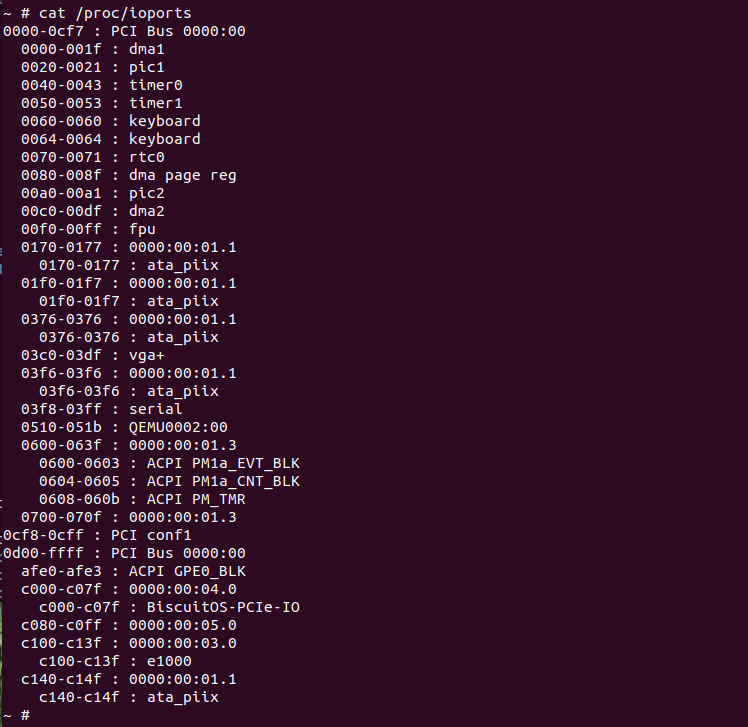 ~ # cat /proc/ioports
0000-0cf7 : PCI Bus 0000:00
  0000-001f : dma1
  0020-0021 : pic1
  0040-0043 : timer0
  0050-0053 : timer1
  0060-0060 : keyboard
  0064-0064 : keyboard
  0070-0071 : rtc0
  0080-008f : dma page reg
  00a0-00a1 : pic2
  00c0-00df : dma2
  00f0-00ff : fpu
  0170-0177 : 0000:00:01.1
    0170-0177 : ata_piix
  01f0-01f7 : 0000:00:01.1
    01f0-01f7 : ata_piix
  0376-0376 : 0000:00:01.1
    0376-0376 : ata_piix
  03c0-03df : vga+
  03f6-03f6 : 0000:00:01.1
    03f6-03f6 : ata_piix
  03f8-03ff : serial
  0510-051b : QEMU0002:00
  0600-063f : 0000:00:01.3
    0600-0603 : ACPI PM1a_EVT_BLK
    0604-0605 : ACPI PM1a_CNT_BLK
    0608-060b : ACPI PM_TMR
  0700-070f : 0000:00:01.3
0cf8-0cff : PCI conf1
0d00-ffff : PCI Bus 0000:00
  afe0-afe3 : ACPI GPE0_BLK
  c000-c07f : 0000:00:04.0
    c000-c07f : BiscuitOS-PCIe-IO
  c080-c0ff : 0000:00:05.0
  c100-c13f : 0000:00:03.0
    c100-c13f : e1000
  c140-c14f : 0000:00:01.1
    c140-c14f : ata_piix
~ #